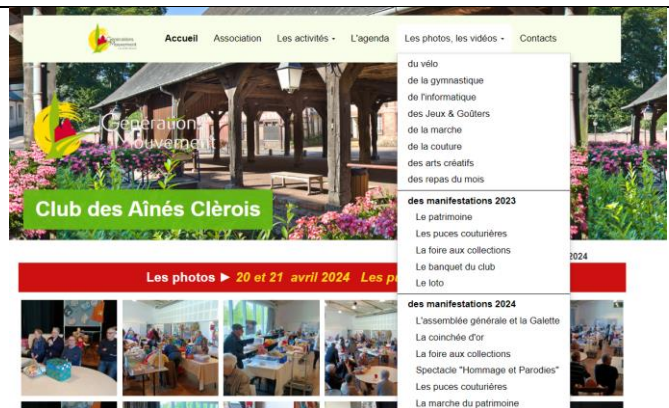 Générations
Mouvement
Accueil Association Les activités L'agenda Les photos, les vidéos Contacts
Générations
Mouvement
Club des Aînés Clèrois
du vélo
de la gymnastique
de l'informatique
des Jeux & Goûters
de la marche
de la couture
des arts créatifs
des repas du mois
des manifestations 2023
Le patrimoine
Les puces couturières
La foire aux collections
Le banquet du club
Le loto
des manifestations 2024
L'assemblée générale et la Galette
La coinchée d'or
La foire aux collections
Spectacle "Hommage et Parodies"
Les puces couturières
La marche du patrimoine
2024
Les photos ► 20 et 21 avril 2024 Les pu